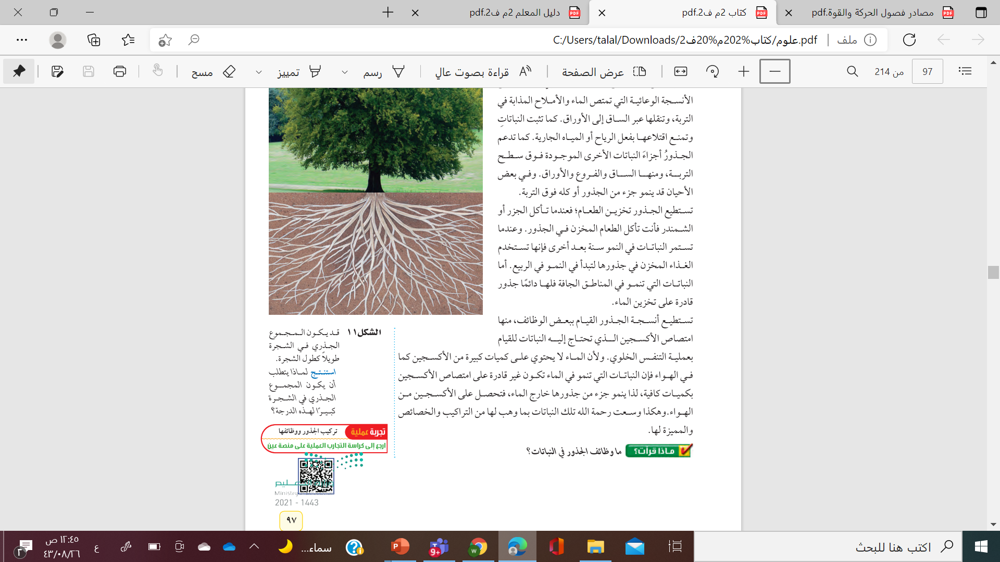 مصادر فصول الحركة والقوة.pdf
كتاب 2م ف2.pdf
دليل المعلم 2م ف2.pdf
ملف
C:/Users/talal/Downloads/علوم/كتاب%202م%20ف2.pdf
97
من 214
عرض الصفحة
قراءة بصوت عالٍ
رسم
تمييز
مسح
الأنسجة الوعائية التي تمتص الماء والأملاح المذابة في
التربة، وتنقلها عبر الساق إلى الأوراق. كما تثبت النباتاتِ
وتمنع اقتلاعها بفعل الرياح أو المياه الجارية. كما تدعم
الجذورُ أجزاءَ النباتات الأخرى الموجودة فوق سطح
التربة، ومنها الساق والفروع والأوراق. وفي بعض
الأحيان قد ينمو جزء من الجذور أو كله فوق التربة.
تستطيع الجذور تخزين الطعام؛ فعندما تأكل الجزر أو
الشمندر فأنت تأكل الطعام المخزن في الجذور. وعندما
تستمر النباتات في النمو سنة بعد أخرى فإنها تستخدم
الغذاء المخزن في جذورها لتبدأ في النمو في الربيع. أما
النباتات التي تنمو في المناطق الجافة فلها دائمًا جذور
قادرة على تخزين الماء.
تستطيع أنسجة الجذور القيام ببعض الوظائف، منها
امتصاص الأكسجين الذي تحتاج إليه النباتات للقيام
بعملية التنفس الخلوي. ولأن الماء لا يحتوي على كميات كبيرة من الأكسجين كما
في الهواء فإن النباتات التي تنمو في الماء تكون غير قادرة على امتصاص الأكسجين
بكميات كافية، لذا ينمو جزء من جذورها خارج الماء، فتحصل على الأكسجين من
الهواء.وهكذا وسعت رحمة الله تلك النباتات بما وهب لها من التراكيب والخصائص
والمميزة لها.
ماذا قرأت؟ ما وظائف الجذور في النباتات؟
الشكل١١ قد يكون المجموع
الجذري في الشجرة
طويلاً كطول الشجرة.
استنتج لماذا يتطلب
أن يكون المجموع
الجذري في الشجرة
كبيرًا لهذه الدرجة؟
تجربة عملية تركيب الجذور ووظائفها
ارجع إلى كراسة التجارب العملية على منصة عين
2021 - 1443
٩٧
اكتب هنا للبحث
سماء...
9+
ع
١٢:٤٥ ص
٤٣/٠٨/٢٦
٢